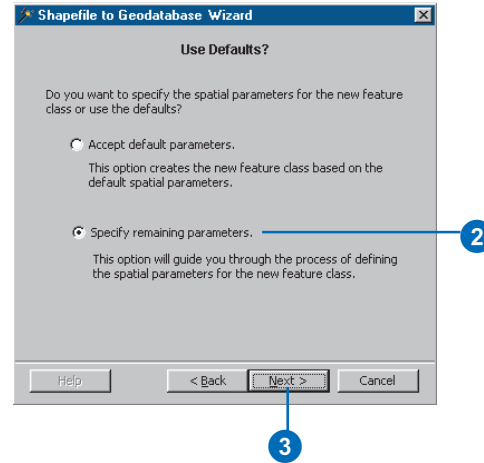 Shapefile to Geodatabase Wizard
Use Defaults?
Do you want to specify the spatial parameters for the new feature
class or use the defaults?
Accept default parameters.
This option creates the new feature class based on the
default spatial parameters.
Specify remaining parameters.
2
This option will guide you through the process of defining
the spatial parameters for the new feature class.
Help
< Back
Next >
Cancel
3